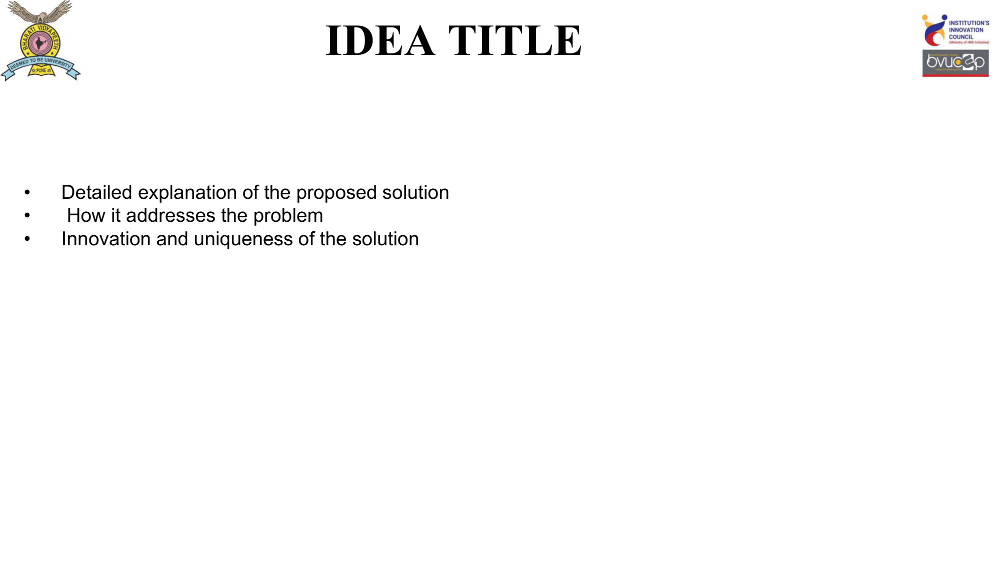 BHARATI VIDYAPEETH
DEEMED TO BE UNIVERSITY
PUNE
IDEA TITLE
INSTITUTION'S
INNOVATION
COUNCIL
(Ministry of HRD Initiative)
• Detailed explanation of the proposed solution
• How it addresses the problem
• Innovation and uniqueness of the solution